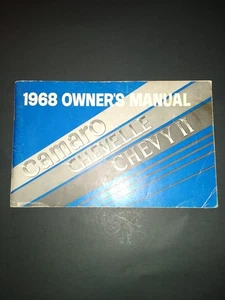 1968 OWNER'S MANUAL
camaro
CHEVELLE
CHEVY II